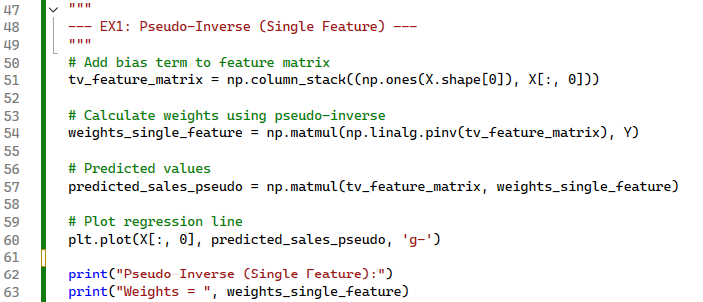 47 """
48 --- EX1: Pseudo-Inverse (Single Feature) ---
49 """
50 # Add bias term to feature matrix
51 tv_feature_matrix = np.column_stack((np.ones(X.shape[0]), X[:, 0]))
52
53 # Calculate weights using pseudo-inverse
54 weights_single_feature = np.matmul(np.linalg.pinv(tv_feature_matrix), Y)
55
56 # Predicted values
57 predicted_sales_pseudo = np.matmul(tv_feature_matrix, weights_single_feature)
58
59 # Plot regression line
60 plt.plot(X[:, 0], predicted_sales_pseudo, 'g-')
61
62 print("Pseudo-Inverse (Single Feature):")
63 print("Weights = ", weights_single_feature)